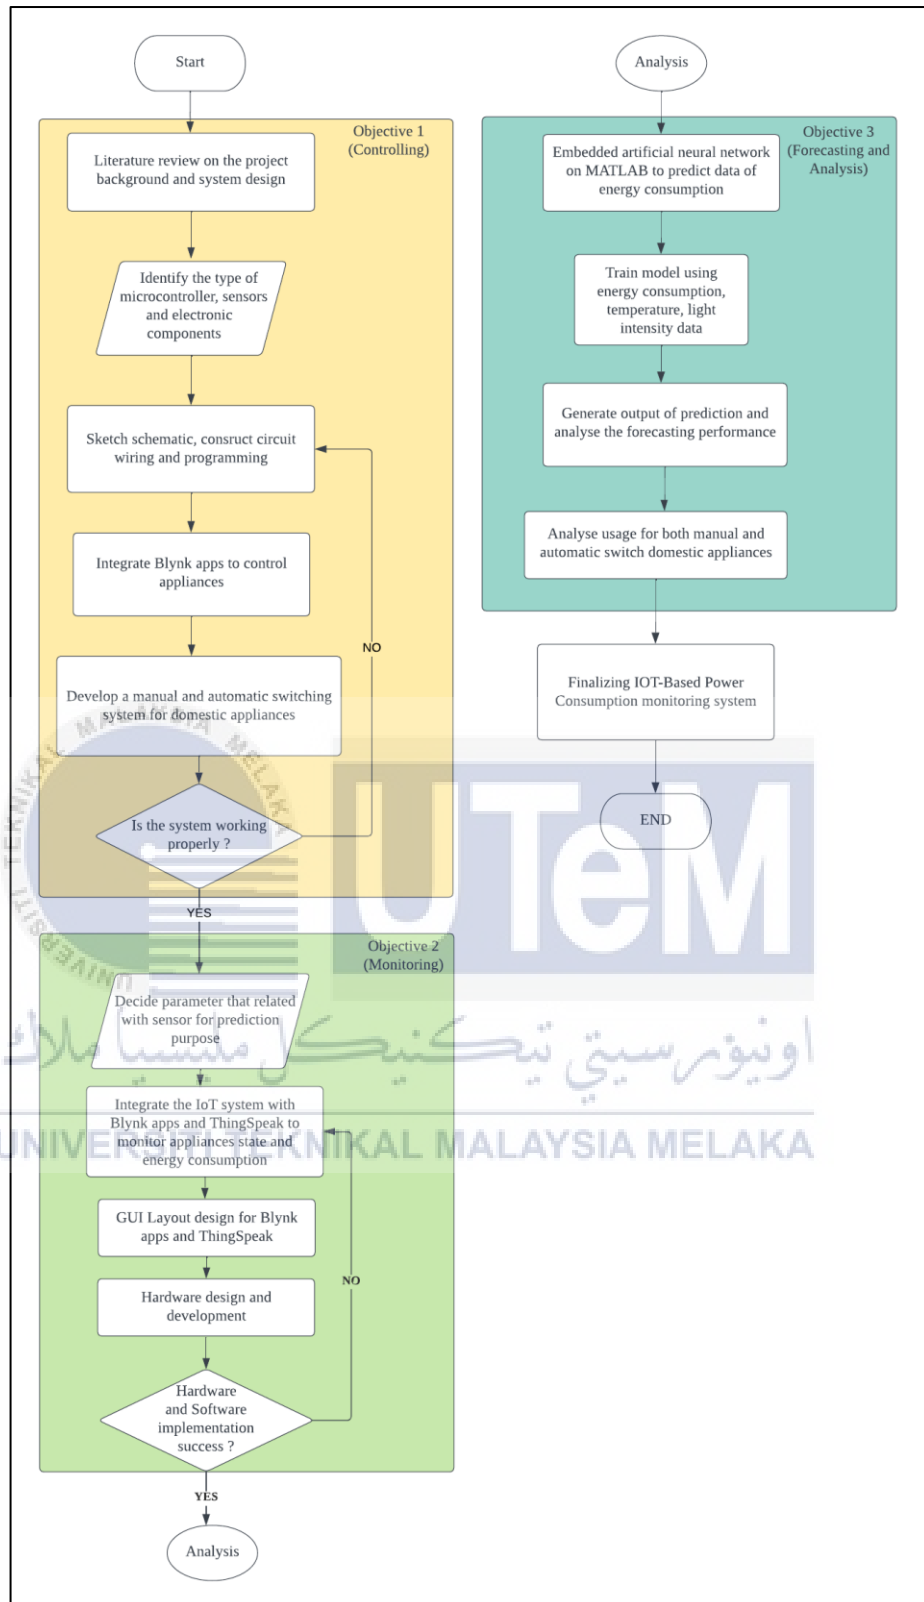 Start
Objective 1
(Controlling)
Literature review on the project
background and system design
Identify the type of
microcontroller, sensors
and electronic
components
Sketch schematic, consruct circuit
wiring and programming
Integrate Blynk apps to control
appliances
NO
Develop a manual and automatic switching
system for domestic appliances
Is the system working
properly ?
YES
Objective 2
(Monitoring)
Decide parameter that related
with sensor for prediction
purpose
Integrate the IoT system with
Blynk apps and ThingSpeak to
monitor appliances state and
energy consumption
GUI Layout design for Blynk
apps and ThingSpeak
NO
Hardware design and
development
Hardware
and Software
implementation
success ?
YES
Analysis
Analysis
Objective 3
(Forecasting and
Analysis)
Embedded artificial neural network
on MATLAB to predict data of
energy consumption
Train model using
energy consumption,
temperature, light
intensity data
Generate output of prediction and
analyse the forecasting performance
Analyse usage for both manual and
automatic switch domestic appliances
Finalizing IOT-Based Power
Consumption monitoring system
END
UNIVERSITI TEKNIKAL MALAYSIA MELAKA
UTeM
اونيۏرسيتي تيكنيكل مليسيا ملاك
UNIVERSITI TEKNIKAL MALAYSIA MELAKA